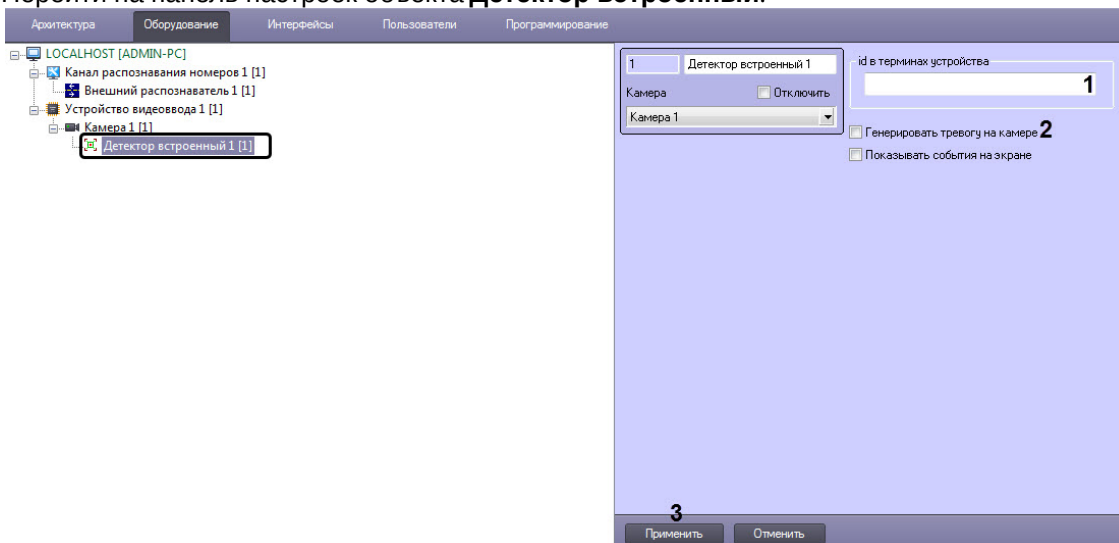 Перейти на панель настроек объекта Детектор встроенный.
Архитектура Оборудование Интерфейсы Пользователи Программирование
LOCALHOST [ADMIN-PC]
Канал распознавания номеров 1 [1]
Внешний распознаватель 1 [1]
Устройство видеоввода 1 [1]
Камера 1 [1]
Детектор встроенный 1 [1]
1 Детектор встроенный 1
Камера Отключить
Камера 1
id в терминах устройства
1
Генерировать тревогу на камере 2
Показывать события на экране
3
Применить Отменить